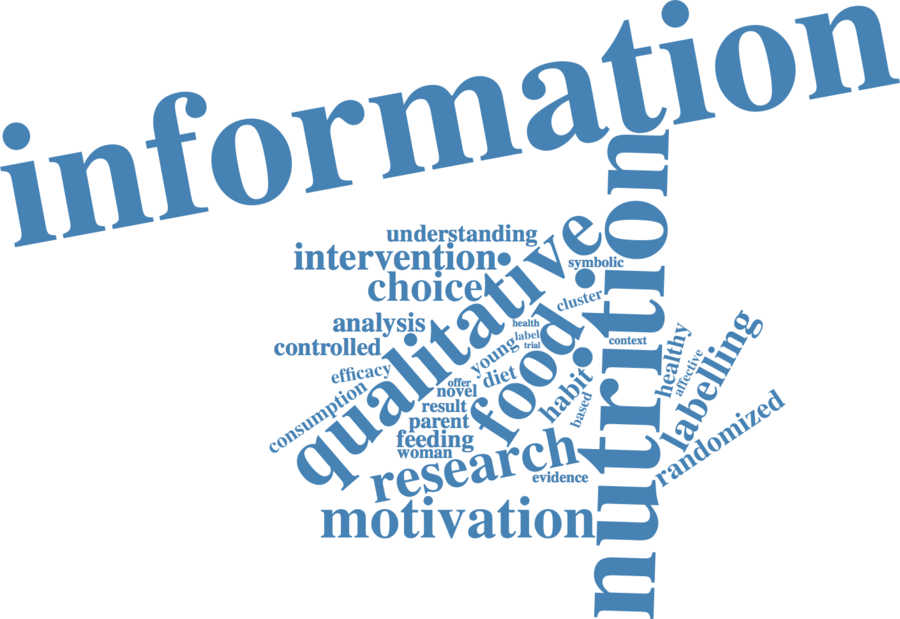 information
nutrition
understanding
intervention
qualitative
symbolic
choice
cluster
analysis
health
label
trial
food
context
controlled
young
healthy
labelling
efficacy
affective
diet
offer
novel
habit
consumption
based
result
parent
randomized
feeding
woman
research
evidence
motivation